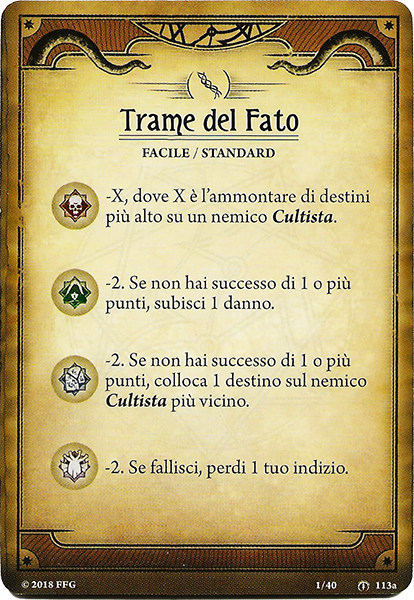 Trame del Fato
FACILE / STANDARD
-X, dove X è l'ammontare di destini
più alto su un nemico Cultista.
-2. Se non hai successo di 1 o più
punti, subisci 1 danno.
-2. Se non hai successo di 1 o più
punti, colloca 1 destino sul nemico
Cultista più vicino.
-2. Se fallisci, perdi 1 tuo indizio.
© 2018 FFG
1/40
113a